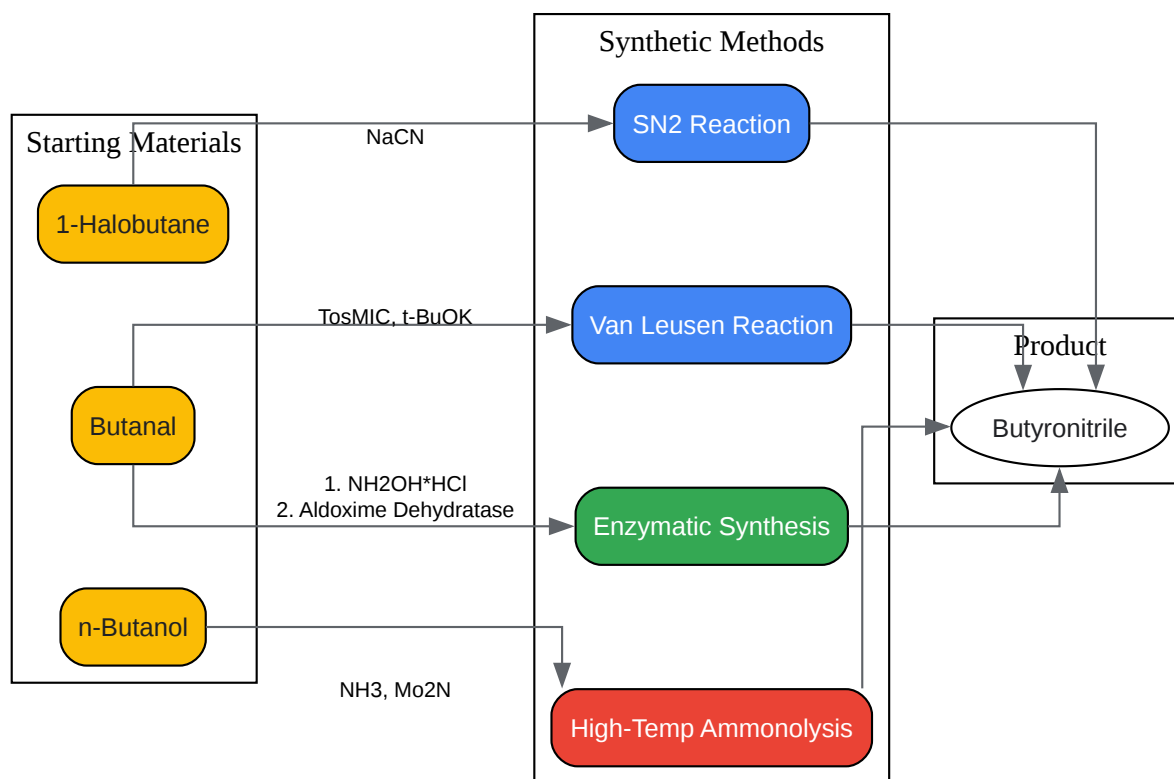 Synthetic Methods
SN2 Reaction
NaCN
Starting Materials
1-Halobutane
TosMIC, t-BuOK
Van Leusen Reaction
Product
Butanal
Butyronitrile
1. NH2OH*HCl
2. Aldoxime Dehydratase
Enzymatic Synthesis
n-Butanol
NH3, Mo2N
High-Temp Ammonolysis